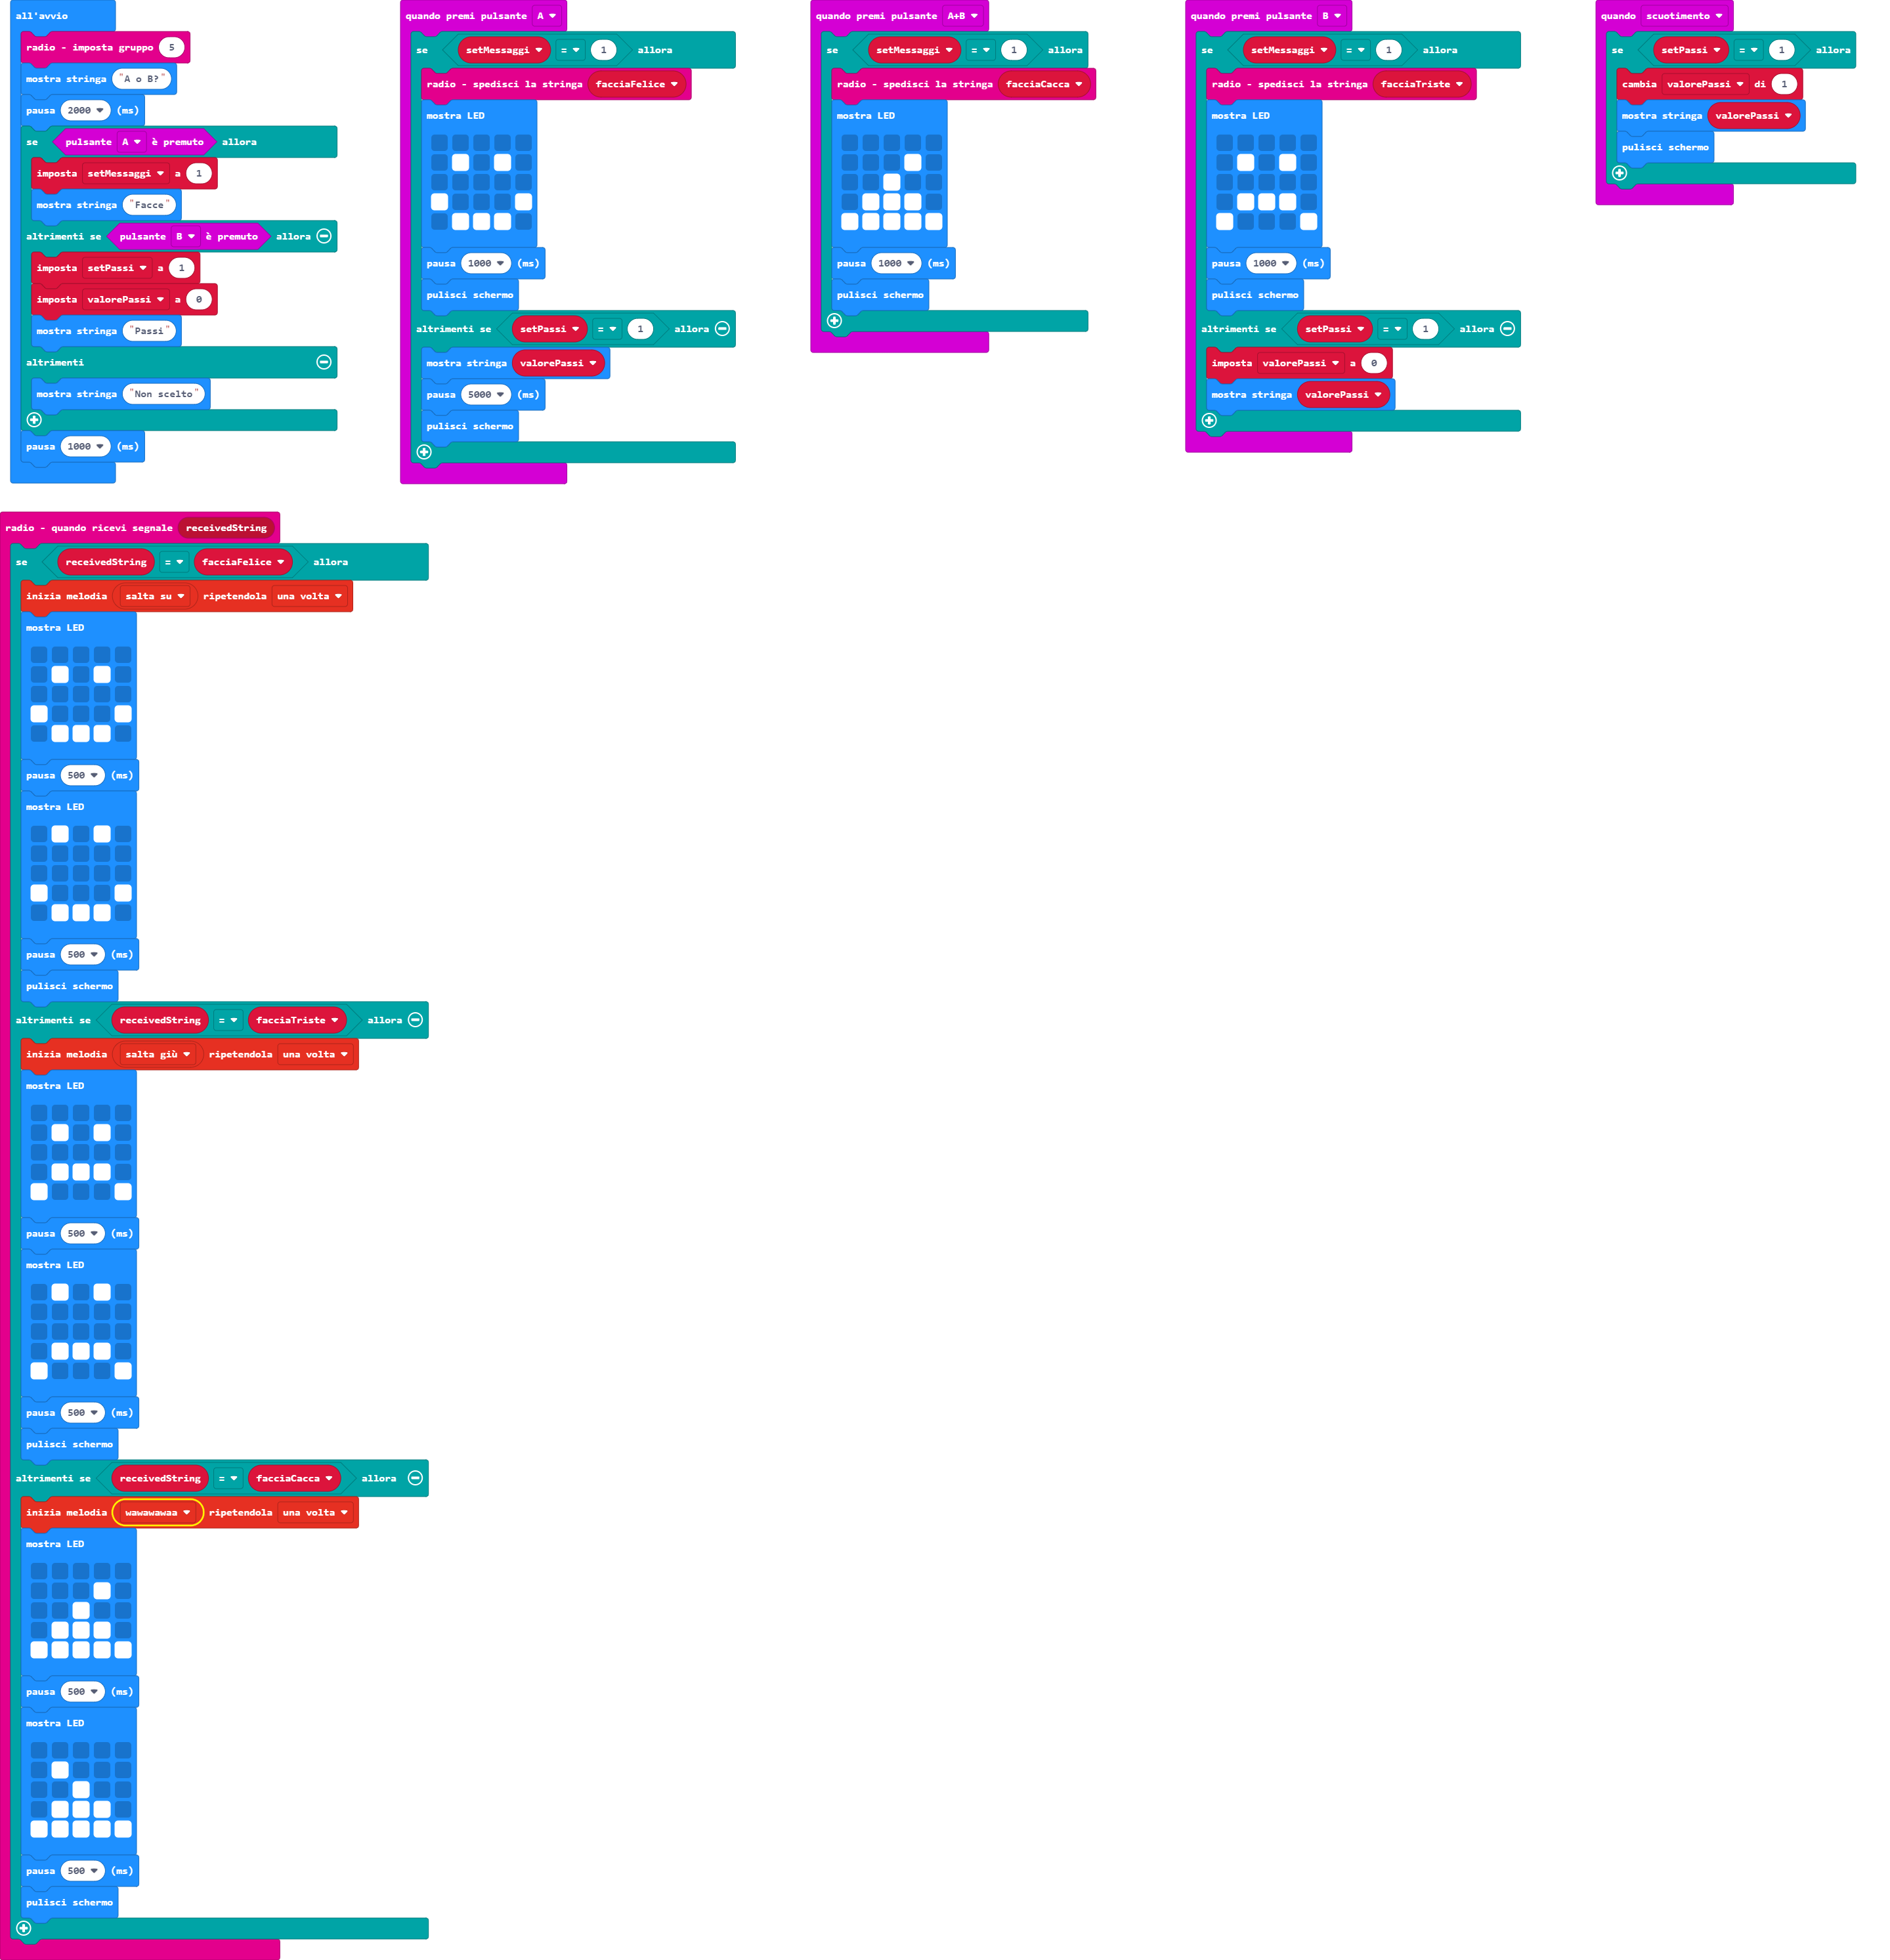 all'avvio
radio - imposta gruppo 5
mostra stringa "A o B?"
pausa 2000 (ms)
se pulsante A è premuto allora
imposta setMessaggi a 1
mostra stringa "Facce"
altrimenti se pulsante B è premuto allora
imposta setPassi a 1
imposta valorePassi a 0
mostra stringa "Passi"
altrimenti
mostra stringa "Non scelto"
pausa 1000 (ms)
quando premi pulsante A
se setMessaggi = 1 allora
radio - spedisci la stringa facciaFelice
mostra LED
pausa 1000 (ms)
pulisci schermo
altrimenti se setPassi = 1 allora
mostra stringa valorePassi
pausa 5000 (ms)
pulisci schermo
quando premi pulsante A+B
se setMessaggi = 1 allora
radio - spedisci la stringa facciaCacca
mostra LED
pausa 1000 (ms)
pulisci schermo
quando premi pulsante B
se setMessaggi = 1 allora
radio - spedisci la stringa facciaTriste
mostra LED
pausa 1000 (ms)
pulisci schermo
altrimenti se setPassi = 1 allora
imposta valorePassi a 0
mostra stringa valorePassi
quando scuotimento
se setPassi = 1 allora
cambia valorePassi di 1
mostra stringa valorePassi
pulisci schermo
radio - quando ricevi segnale receivedString
se receivedString = facciaFelice allora
inizia melodia salta su ripetendola una volta
mostra LED
pausa 500 (ms)
mostra LED
pausa 500 (ms)
pulisci schermo
altrimenti se receivedString = facciaTriste allora
inizia melodia salta giù ripetendola una volta
mostra LED
pausa 500 (ms)
mostra LED
pausa 500 (ms)
pulisci schermo
altrimenti se receivedString = facciaCacca allora
inizia melodia wawawawaa ripetendola una volta
mostra LED
pausa 500 (ms)
mostra LED
pausa 500 (ms)
pulisci schermo